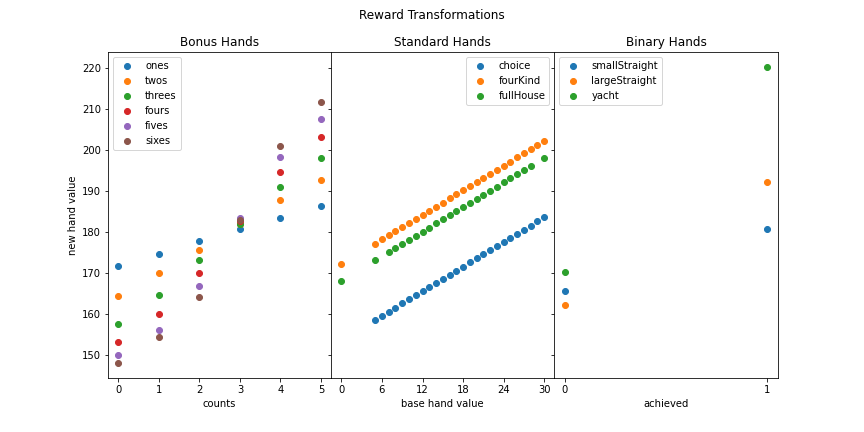 Reward Transformations
Bonus Hands
Standard Hands
Binary Hands
ones
twos
threes
fours
fives
sixes
choice
fourKind
fullHouse
smallStraight
largeStraight
yacht
new hand value
220
210
200
190
180
170
160
150
0 1 2 3 4 5
0 6 12 18 24 30
0 1
counts
base hand value
achieved